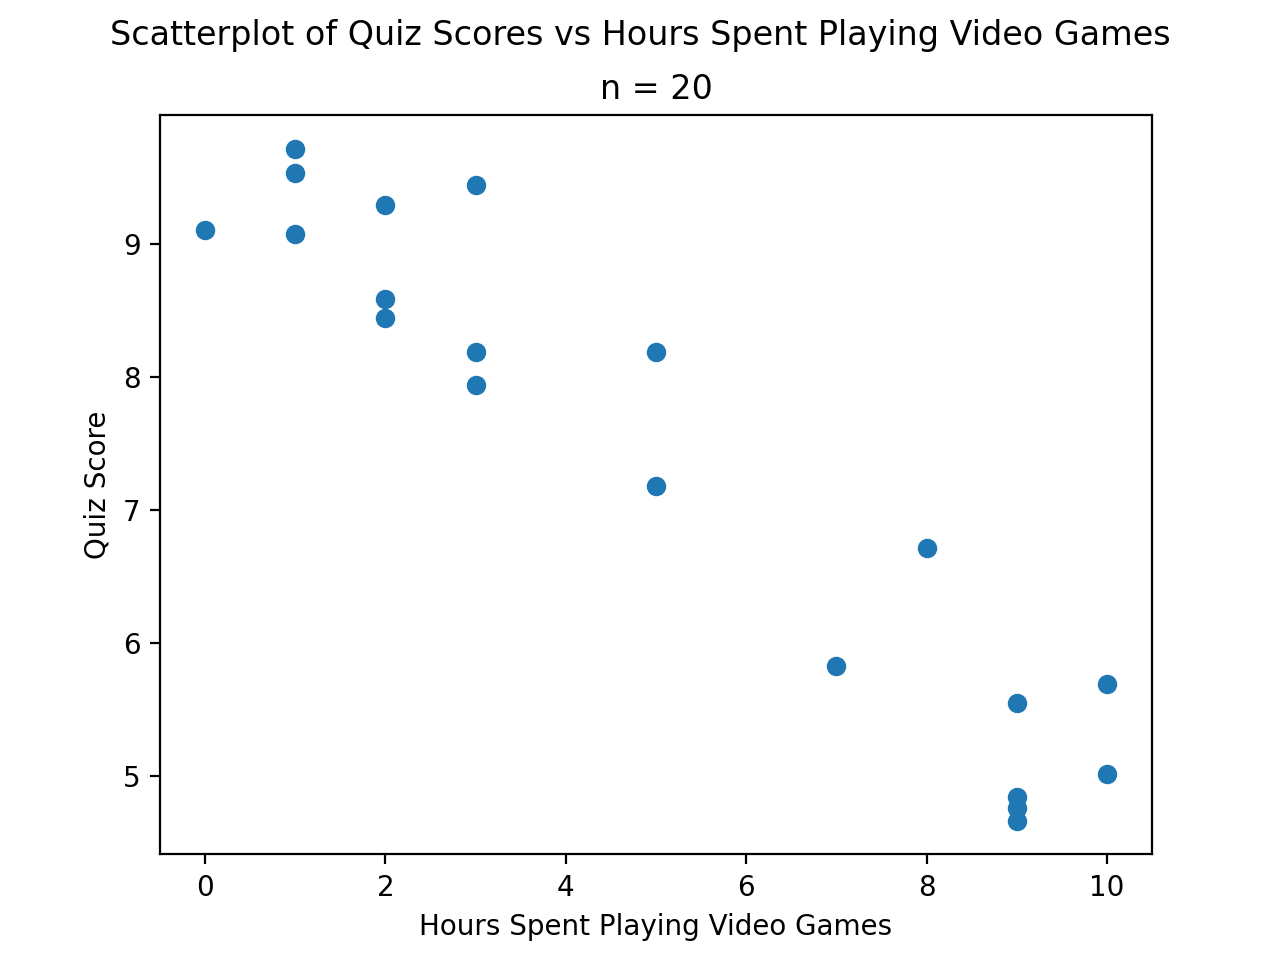 Scatterplot of Quiz Scores vs Hours Spent Playing Video Games
n = 20
9
8
7
6
5
Quiz Score
0 2 4 6 8 10
Hours Spent Playing Video Games